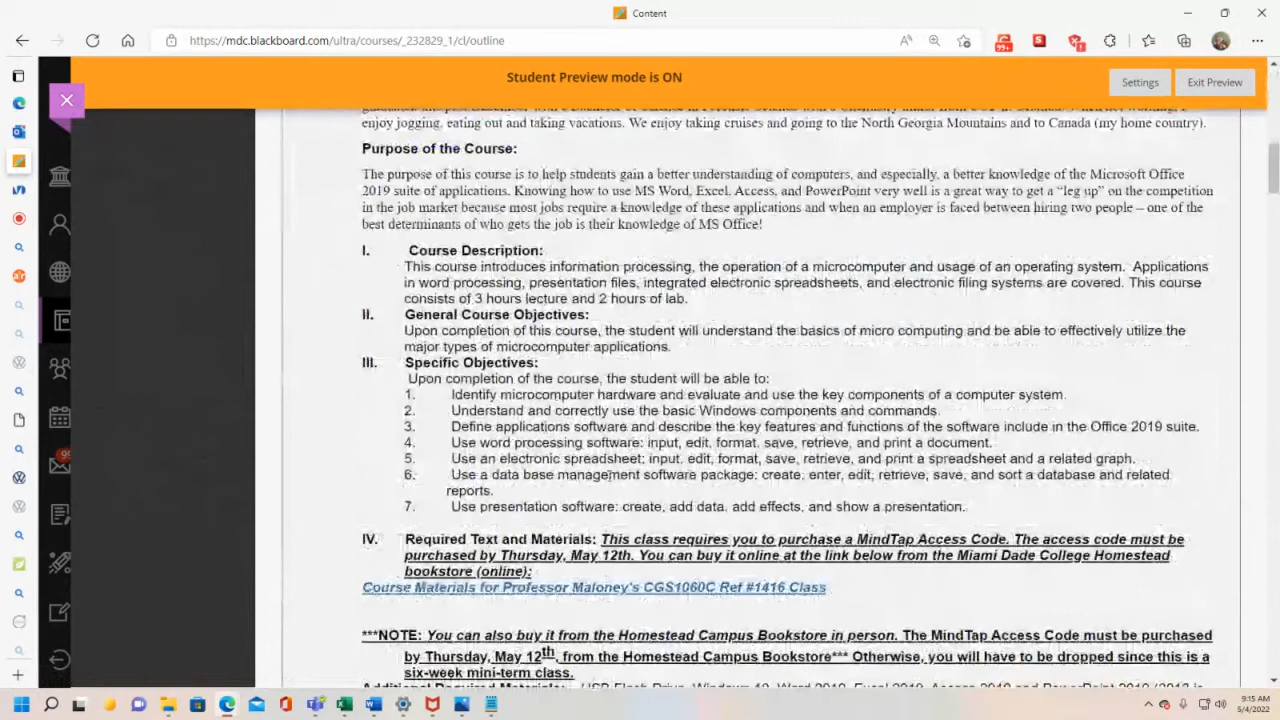 Content
https://mdc.blackboard.com/ultra/courses/_232829_1/cl/outline
99+
Student Preview mode is ON
Settings
Exit Preview
enjoy jogging, eating out and taking vacations. We enjoy taking cruises and going to the North Georgia Mountains and to Canada (my home country).
Purpose of the Course:
The purpose of this course is to help students gain a better understanding of computers, and especially, a better knowledge of the Microsoft Office
2019 suite of applications. Knowing how to use MS Word, Excel, Access, and PowerPoint very well is a great way to get a “leg up” on the competition
in the job market because most jobs require a knowledge of these applications and when an employer is faced between hiring two people – one of the
best determinants of who gets the job is their knowledge of MS Office!
I. Course Description:
This course introduces information processing, the operation of a microcomputer and usage of an operating system. Applications
in word processing, presentation files, integrated electronic spreadsheets, and electronic filing systems are covered. This course
consists of 3 hours lecture and 2 hours of lab.
II. General Course Objectives:
Upon completion of this course, the student will understand the basics of micro computing and be able to effectively utilize the
major types of microcomputer applications.
III. Specific Objectives:
Upon completion of the course, the student will be able to:
1. Identify microcomputer hardware and evaluate and use the key components of a computer system.
2. Understand and correctly use the basic Windows components and commands.
3. Define applications software and describe the key features and functions of the software include in the Office 2019 suite.
4. Use word processing software: input, edit, format, save, retrieve, and print a document.
5. Use an electronic spreadsheet: input, edit, format, save, retrieve, and print a spreadsheet and a related graph.
6. Use a data base management software package: create, enter, edit, retrieve, save, and sort a database and related
reports.
7. Use presentation software: create, add data, add effects, and show a presentation.
IV. Required Text and Materials: This class requires you to purchase a MindTap Access Code. The access code must be
purchased by Thursday, May 12th. You can buy it online at the link below from the Miami Dade College Homestead
bookstore (online):
Course Materials for Professor Maloney's CGS1060C Ref #1416 Class
***NOTE: You can also buy it from the Homestead Campus Bookstore in person. The MindTap Access Code must be purchased
by Thursday, May 12th, from the Homestead Campus Bookstore*** Otherwise, you will have to be dropped since this is a
six-week mini-term class.
9:15 AM
5/4/2022